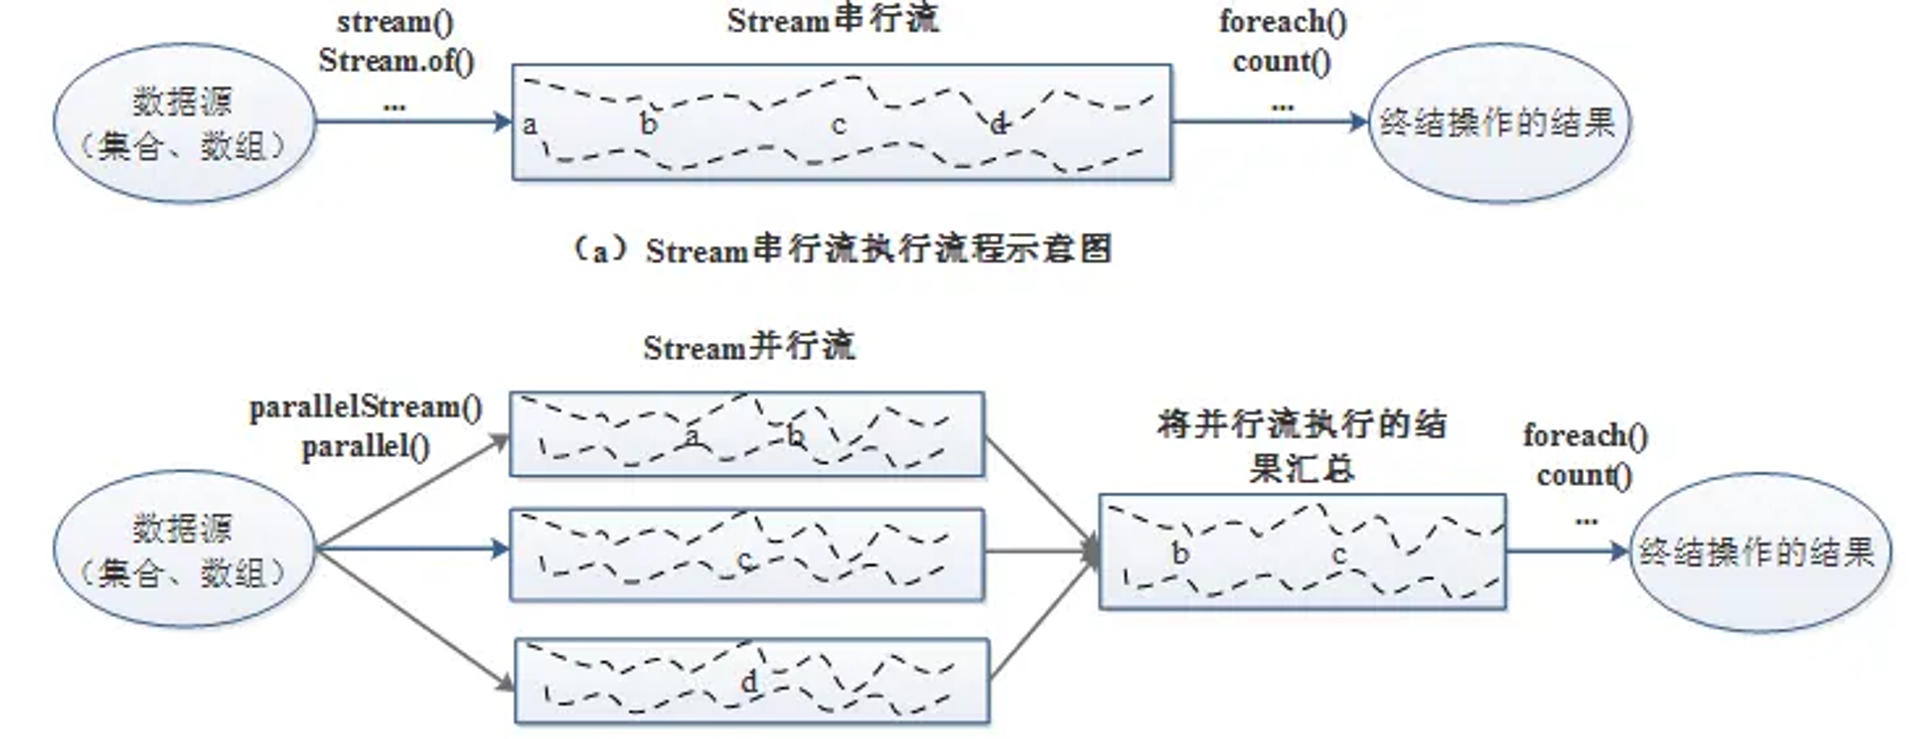 Stream串行流
stream()
Stream.of()
...
foreach()
count()
...
数据源
（集合、数组）
a b c d
终结操作的结果
（a）Stream串行流执行流程示意图
Stream并行流
parallelStream()
parallel()
数据源
（集合、数组）
a b
c
d
将并行流执行的结
果汇总
b c
foreach()
count()
...
终结操作的结果